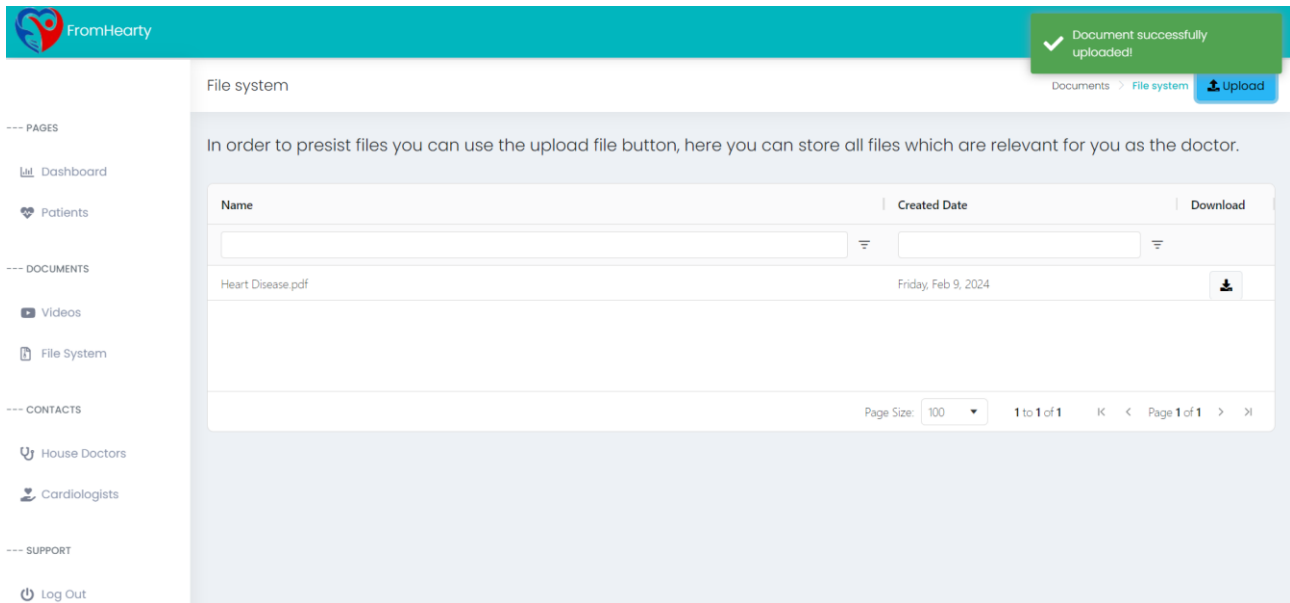 FromHearty
Document successfully
uploaded!
File system
Documents > File system
Upload
--- PAGES
Dashboard
Patients
--- DOCUMENTS
Videos
File System
--- CONTACTS
House Doctors
Cardiologists
--- SUPPORT
Log Out
In order to presist files you can use the upload file button, here you can store all files which are relevant for you as the doctor.
Name Created Date Download
Heart Disease.pdf Friday, Feb 9, 2024
Page Size: 100 1 to 1 of 1 Page 1 of 1